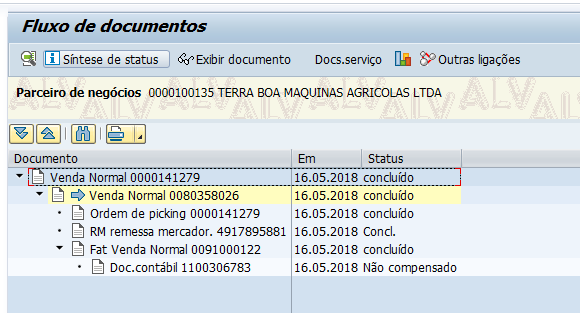 Fluxo de documentos
Síntese de status Exibir documento Docs.serviço Outras ligações
Parceiro de negócios 0000100135 TERRA BOA MAQUINAS AGRICOLAS LTDA
Documento Em Status
Venda Normal 0000141279 16.05.2018 concluído
Venda Normal 0080358026 16.05.2018 concluído
Ordem de picking 0000141279 16.05.2018 concluído
RM remessa mercador. 4917895881 16.05.2018 Concl.
Fat Venda Normal 0091000122 16.05.2018 concluído
Doc.contábil 1100306783 16.05.2018 Não compensado